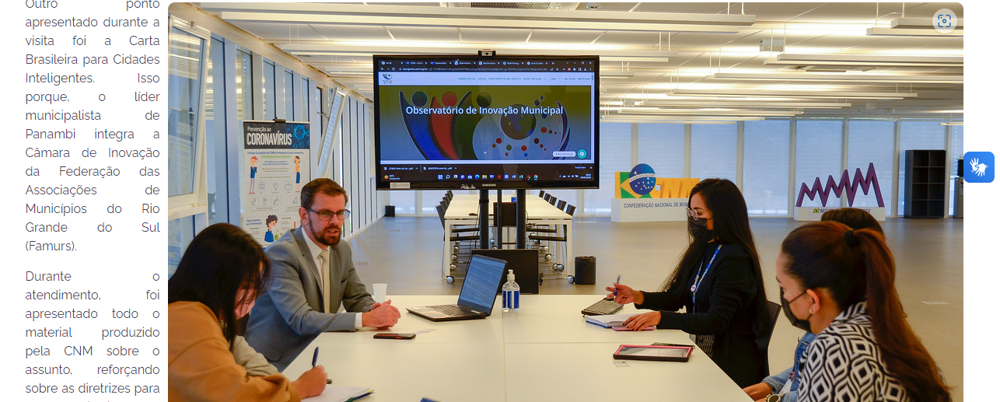 Outro ponto
apresentado durante a
visita foi a Carta
Brasileira para Cidades
Inteligentes. Isso
porque, o líder
municipalista de
Panambi integra a
Câmara de Inovação
da Federação das
Associações de
Municípios do Rio
Grande do Sul
(Famurs).
Durante o
atendimento, foi
apresentado todo o
material produzido
pela CNM sobre o
assunto, reforçando
sobre as diretrizes para
Observatório de Inovação Municipal
SAMSUNG
Prevenção ao
CORONAVÍRUS
CNM
CONFEDERAÇÃO NACIONAL DE
MMM